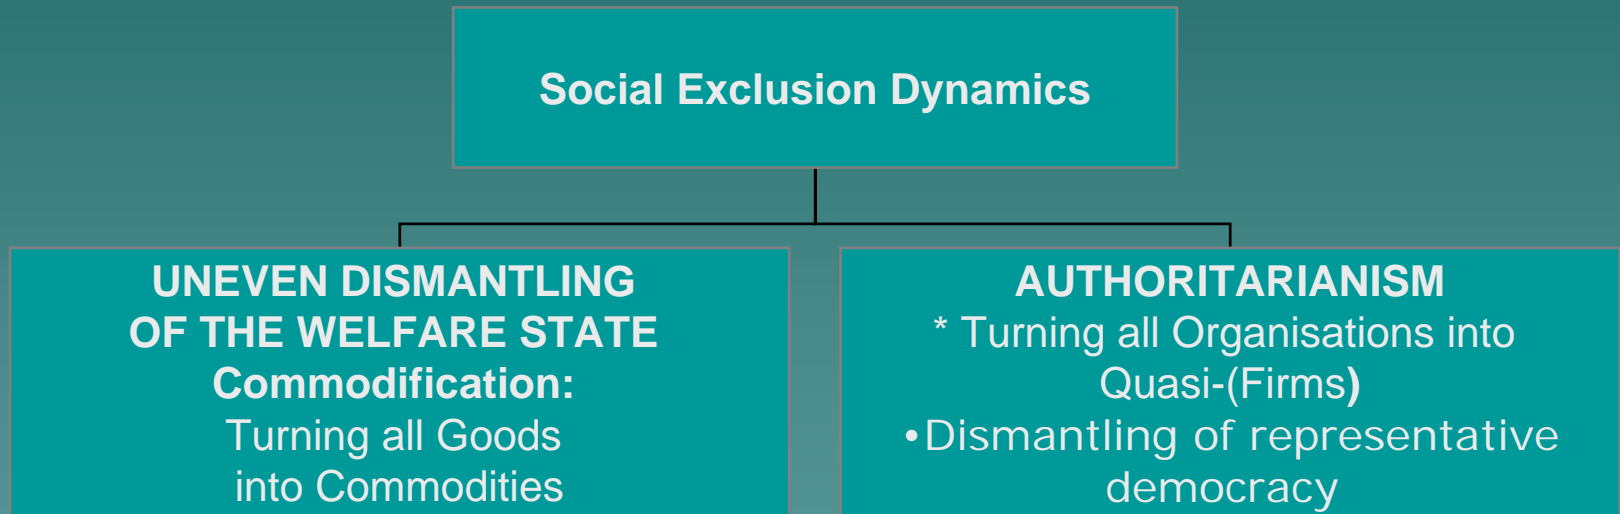 Social Exclusion Dynamics
UNEVEN DISMANTLING
OF THE WELFARE STATE
Commodification:
Turning all Goods
into Commodities
AUTHORITARIANISM
* Turning all Organisations into
Quasi-(Firms)
•Dismantling of representative
democracy